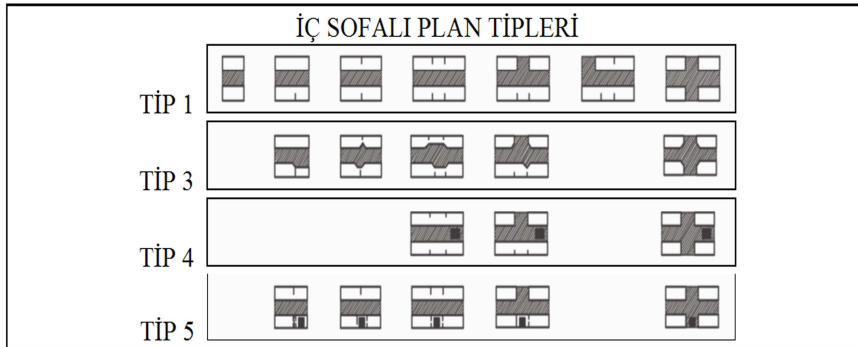 İÇ SOFALI PLAN TİPLERİ
TİP 1
TİP 3
TİP 4
TİP 5